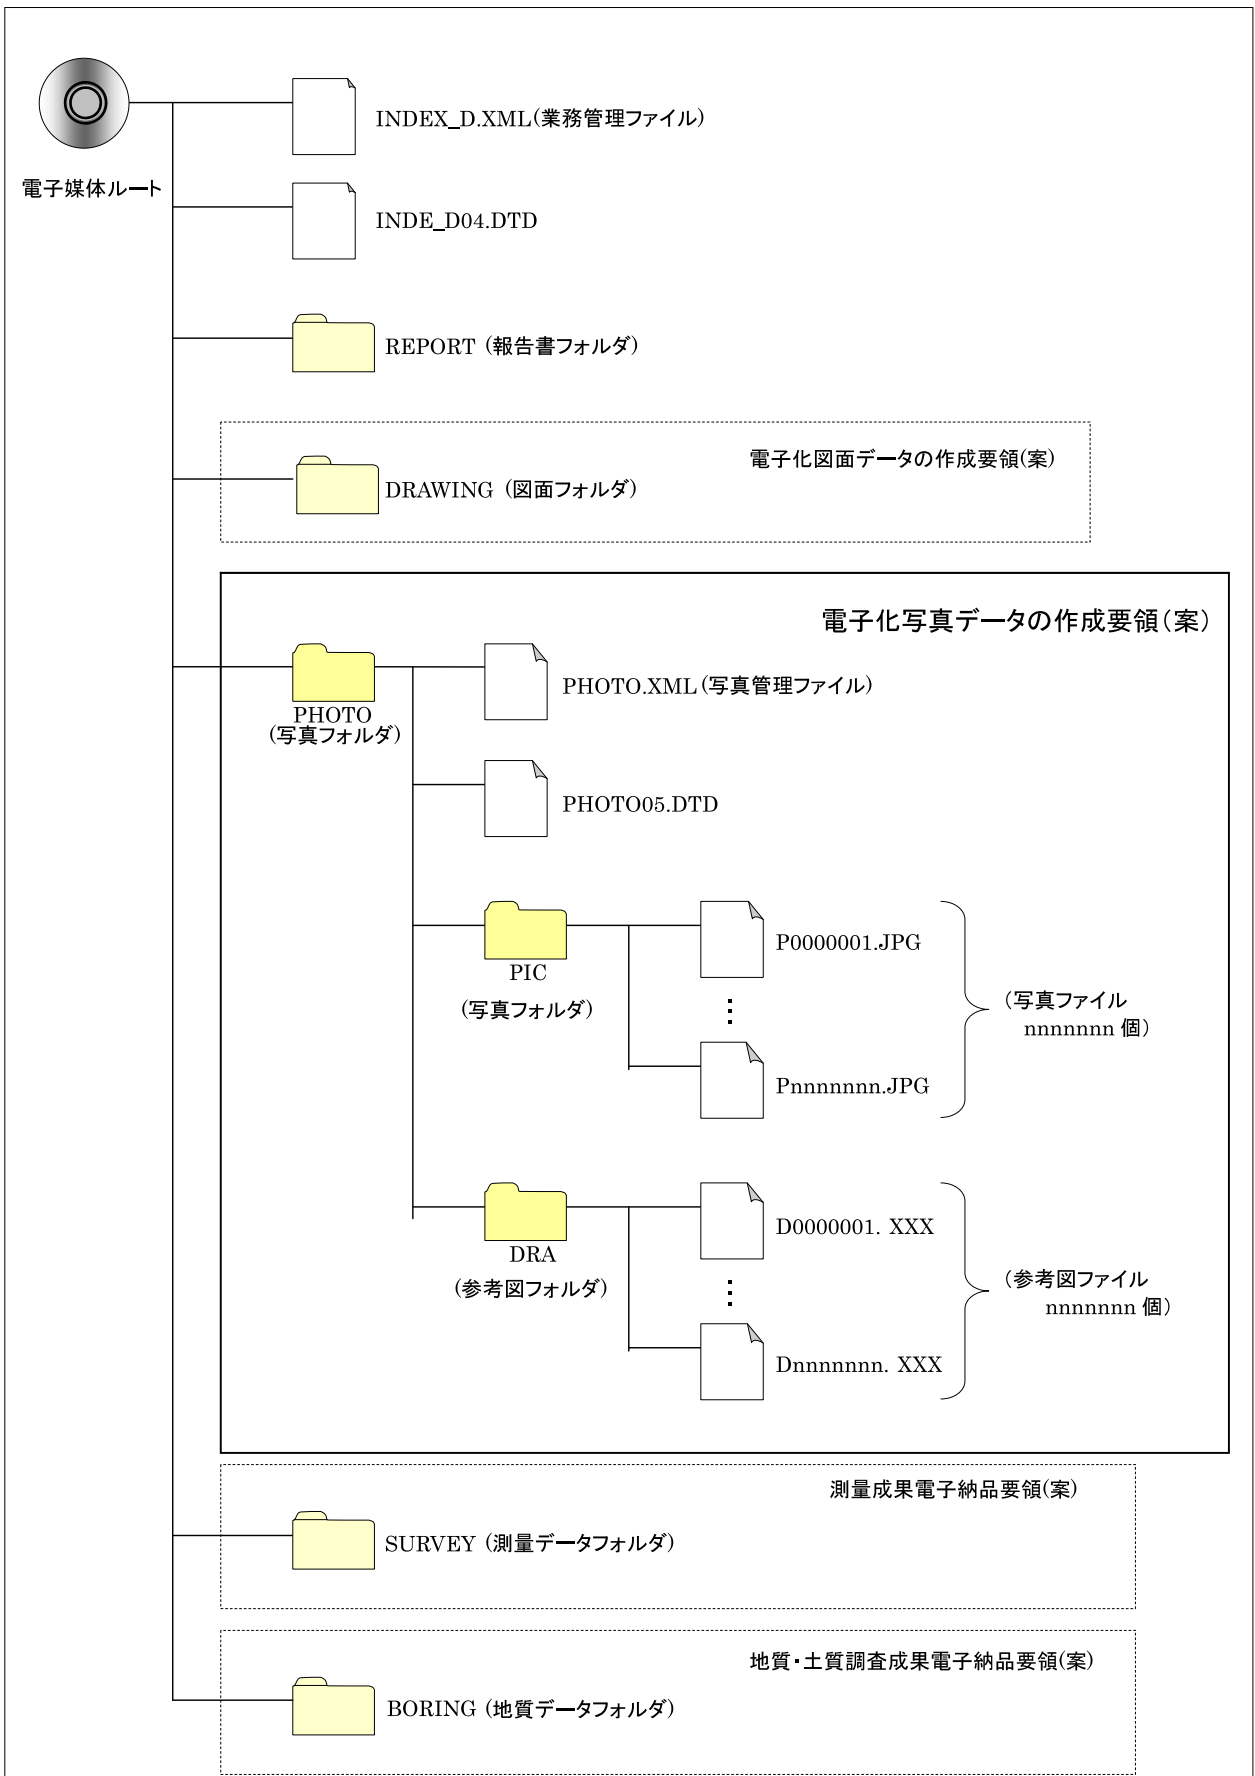 INDEX_D.XML(業務管理ファイル)
電子媒体ルート
INDE_D04.DTD
REPORT (報告書フォルダ)
電子化図面データの作成要領(案)
DRAWING (図面フォルダ)
電子化写真データの作成要領(案)
PHOTO.XML(写真管理ファイル)
PHOTO
(写真フォルダ)
PHOTO05.DTD
P0000001.JPG
PIC
(写真フォルダ)
⋮
(写真ファイル
nnnnnnn 個)
Pnnnnnnn.JPG
D0000001. XXX
DRA
(参考図フォルダ)
⋮
(参考図ファイル
nnnnnnn 個)
Dnnnnnnn. XXX
測量成果電子納品要領(案)
SURVEY (測量データフォルダ)
地質・土質調査成果電子納品要領(案)
BORING (地質データフォルダ)